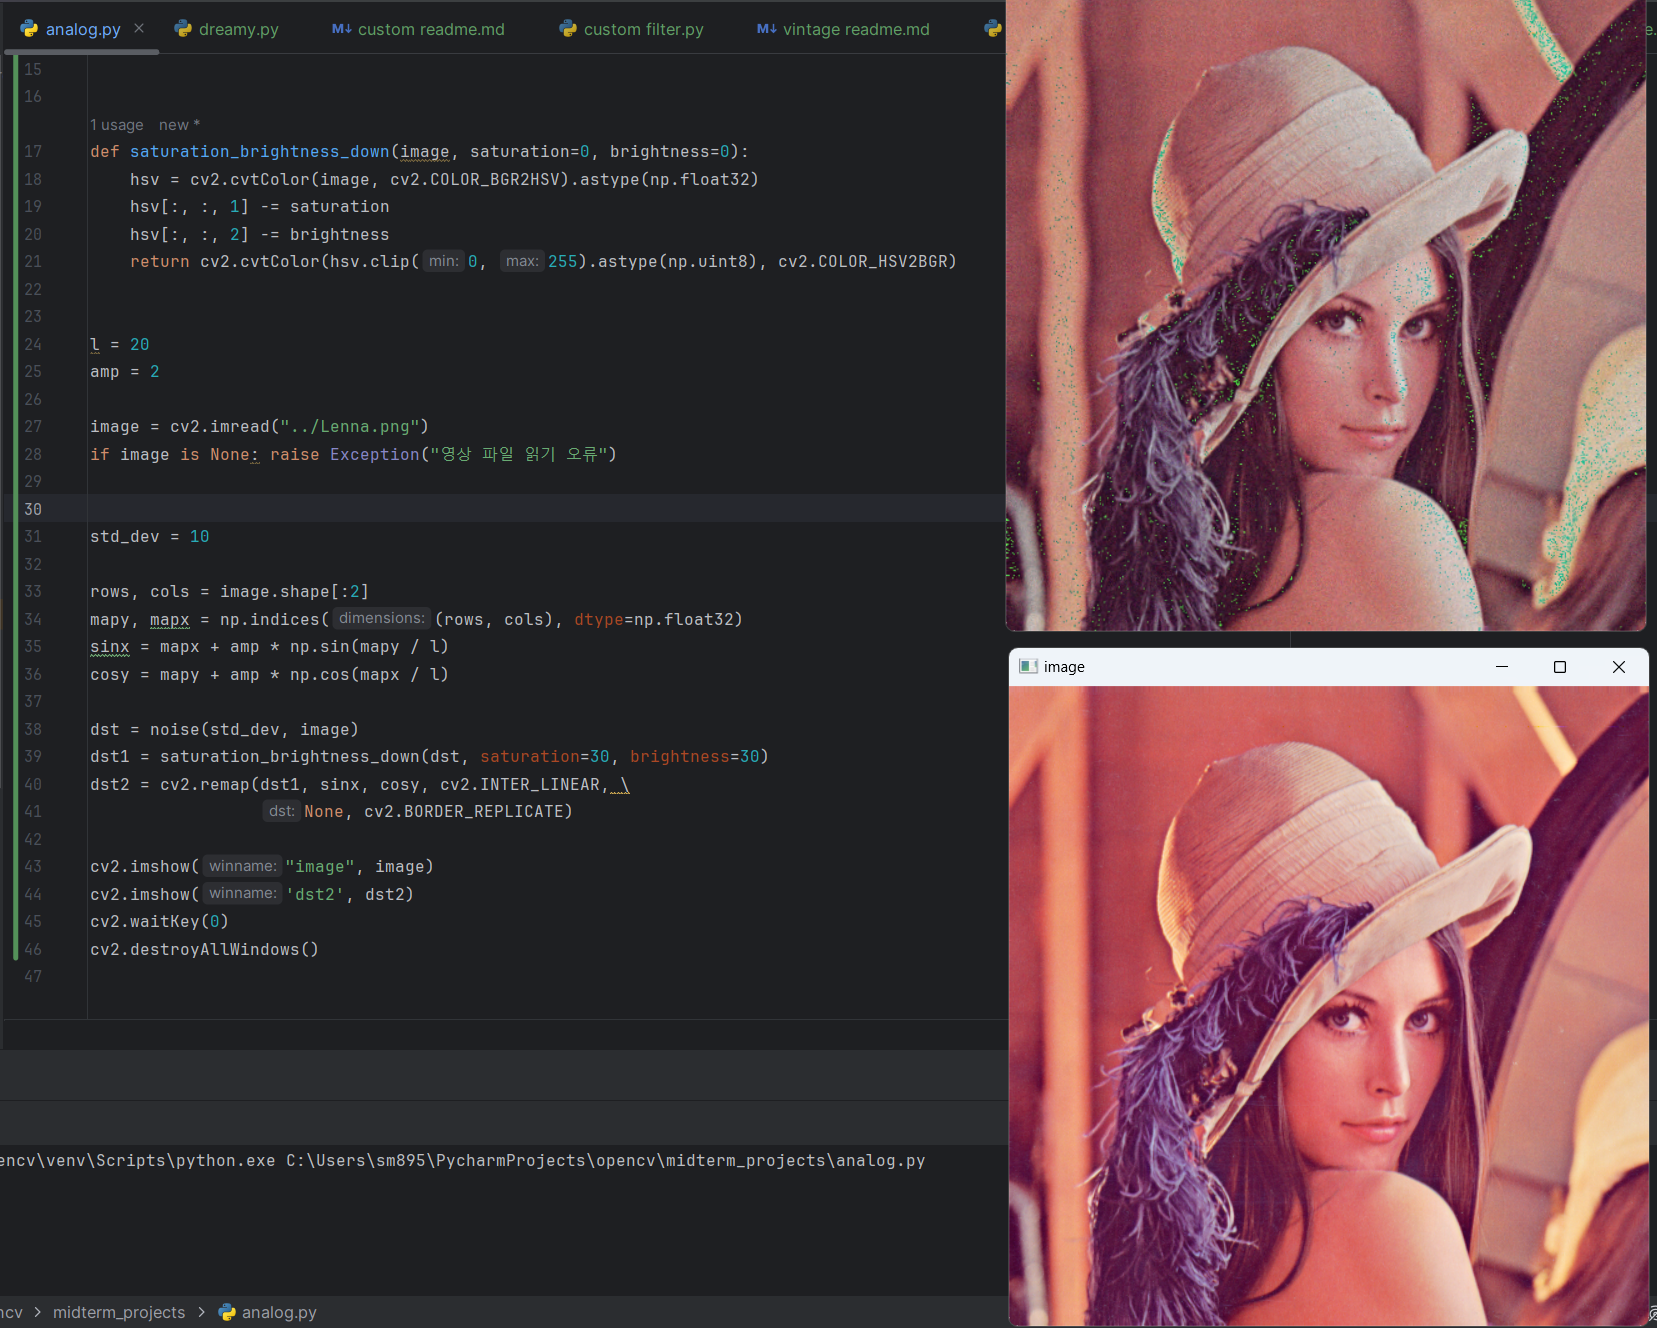 analog.py
dreamy.py
custom readme.md
custom filter.py
vintage readme.md
15
16
1 usage new *
17 def saturation_brightness_down(image, saturation=0, brightness=0):
18 hsv = cv2.cvtColor(image, cv2.COLOR_BGR2HSV).astype(np.float32)
19 hsv[:, :, 1] -= saturation
20 hsv[:, :, 2] -= brightness
21 return cv2.cvtColor(hsv.clip( min: 0, max: 255).astype(np.uint8), cv2.COLOR_HSV2BGR)
22
23
24 l = 20
25 amp = 2
26
27 image = cv2.imread("../Lenna.png")
28 if image is None: raise Exception("영상 파일 읽기 오류")
29
30
31 std_dev = 10
32
33 rows, cols = image.shape[:2]
34 mapy, mapx = np.indices( dimensions: (rows, cols), dtype=np.float32)
35 sinx = mapx + amp * np.sin(mapy / l)
36 cosy = mapy + amp * np.cos(mapx / l)
37
38 dst = noise(std_dev, image)
39 dst1 = saturation_brightness_down(dst, saturation=30, brightness=30)
40 dst2 = cv2.remap(dst1, sinx, cosy, cv2.INTER_LINEAR, \
41 dst: None, cv2.BORDER_REPLICATE)
42
43 cv2.imshow( winname: "image", image)
44 cv2.imshow( winname: 'dst2', dst2)
45 cv2.waitKey(0)
46 cv2.destroyAllWindows()
47
image
encv\venv\Scripts\python.exe C:\Users\sm895\PycharmProjects\opencv\midterm_projects\analog.py
ncv > midterm_projects > analog.py